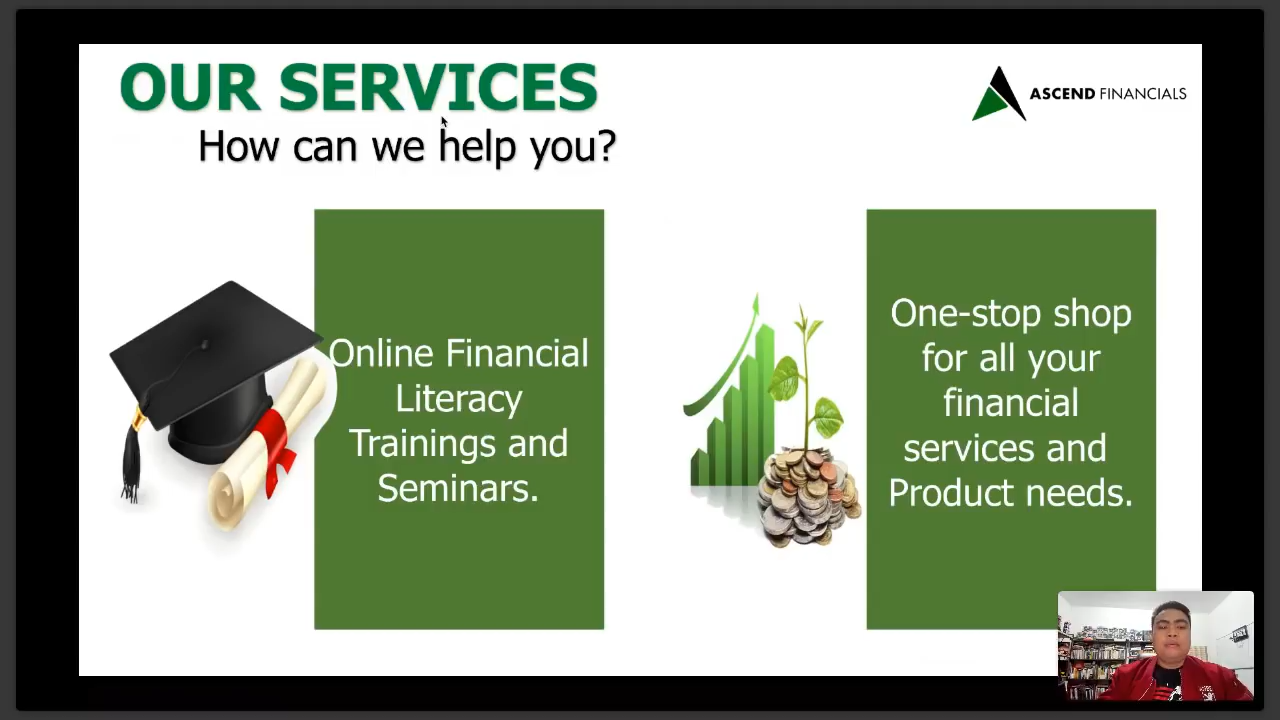 OUR SERVICES
How can we help you?
ASCEND FINANCIALS
Online Financial
Literacy
Trainings and
Seminars.
One-stop shop
for all your
financial
services and
Product needs.